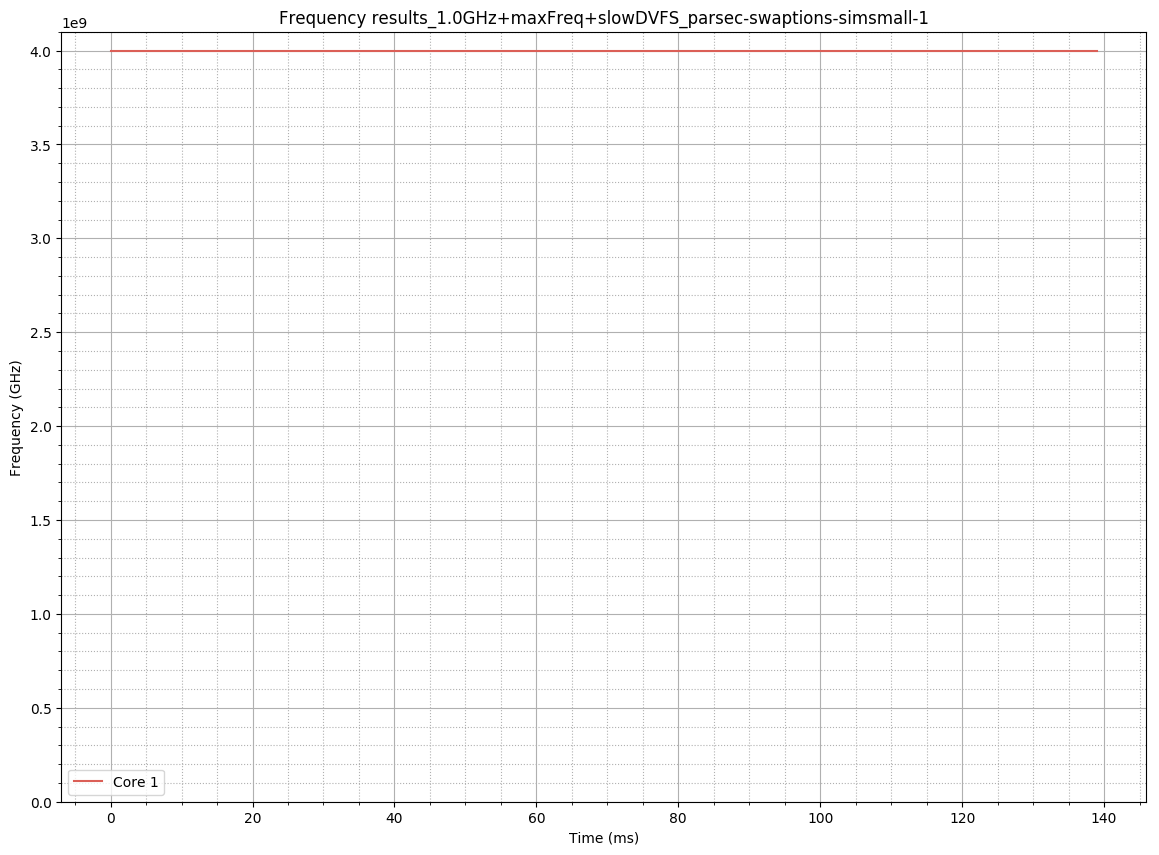 Frequency results_1.0GHz+maxFreq+slowDVFS_parsec-swaptions-simsmall-1
1e9
4.0
3.5
3.0
2.5
2.0
1.5
1.0
0.5
0.0
Frequency (GHz)
Core 1
0 20 40 60 80 100 120 140
Time (ms)